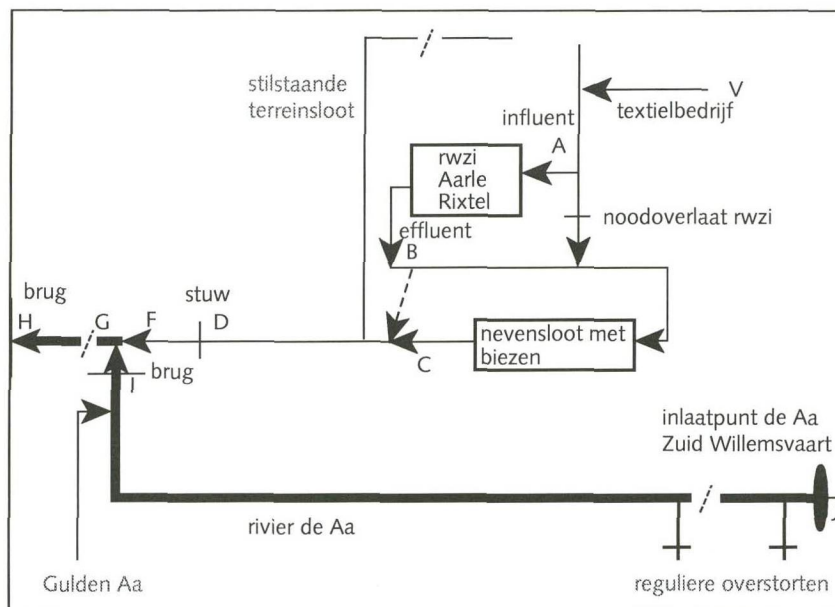 stilstaande
terreinsloot
V
textielbedrijf
influent
A
rwzi
Aarle
Rixtel
noodoverlaat rwzi
effluent
B
brug
stuw
H
G
F
D
nevensloot met
biezen
C
brug
I
inlaatpunt de Aa
Zuid Willemsvaart
rivier de Aa
Gulden Aa
reguliere overstorten